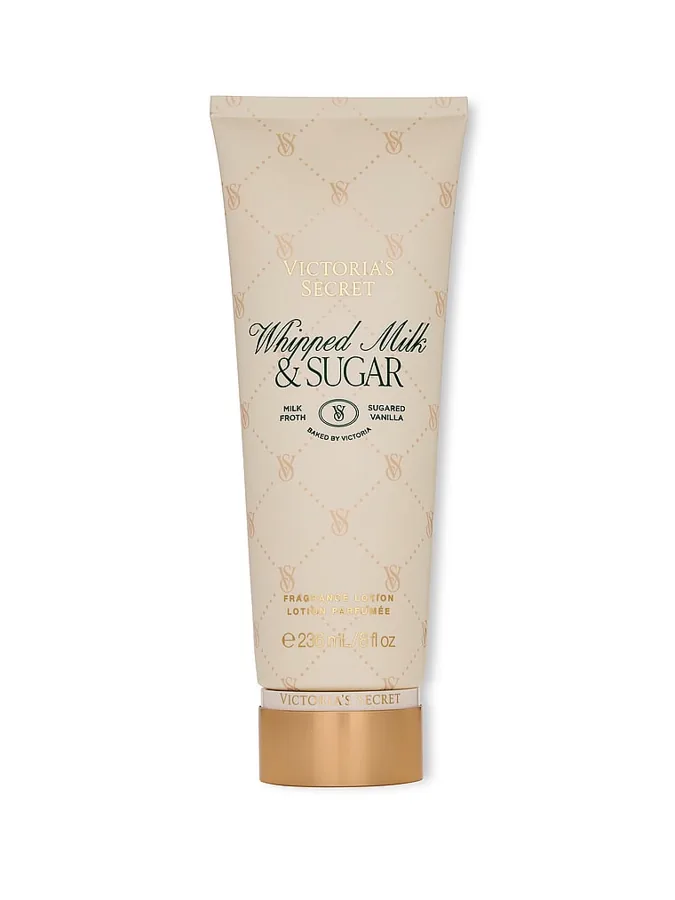 VICTORIA'S
SECRET
Whipped Milk
& SUGAR
MILK
FROTH
VS
SUGARED
VANILLA
BAKED BY VICTORIA
FRAGRANCE LOTION
LOTION PARFUMÉE
℮ 236 mL/8 fl oz
VICTORIA'S SECRET